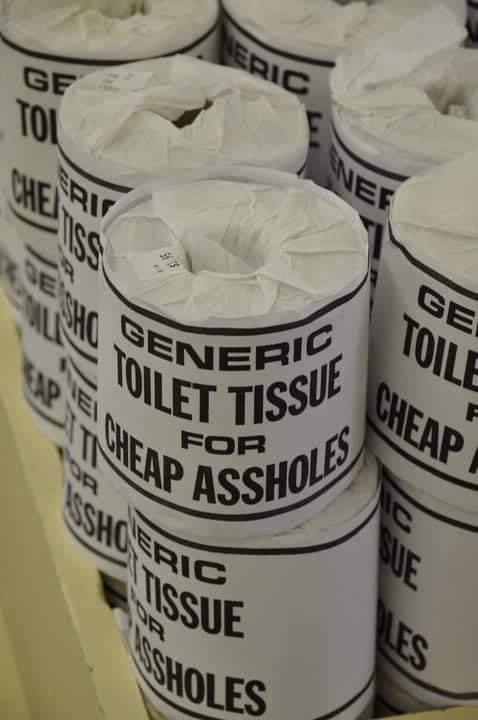 GENERIC
TOILET TISSUE
FOR
CHEAP ASSHOLES